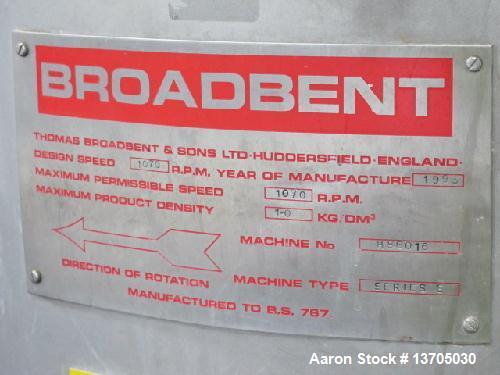 BROADBENT
THOMAS BROADBENT & SONS LTD·HUDDERSFIELD·ENGLAND·
DESIGN SPEED 1070 R.P.M. YEAR OF MANUFACTURE
MAXIMUM PERMISSIBLE SPEED 1070 R.P.M.
MAXIMUM PRODUCT DENSITY 1·0 KG/DM³
MACHINE No
DIRECTION OF ROTATION MACHINE TYPE SERIES
MANUFACTURED TO B.S. 767.
Aaron Stock # 13705030